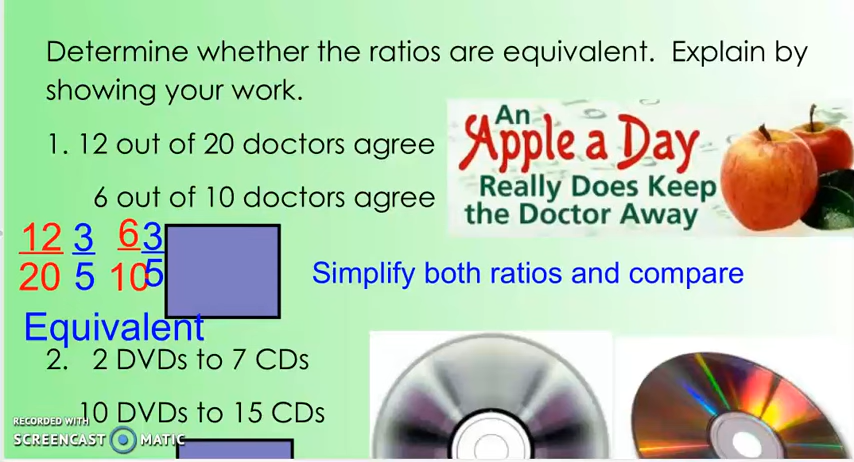 Determine whether the ratios are equivalent. Explain by
showing your work.
1. 12 out of 20 doctors agree
6 out of 10 doctors agree
An
Apple a Day
Really Does Keep
the Doctor Away
12 3 6 3
20 5 10 5
Simplify both ratios and compare
Equivalent
2. 2 DVDs to 7 CDs
10 DVDs to 15 CDs
RECORDED WITH
SCREENCAST MATIC